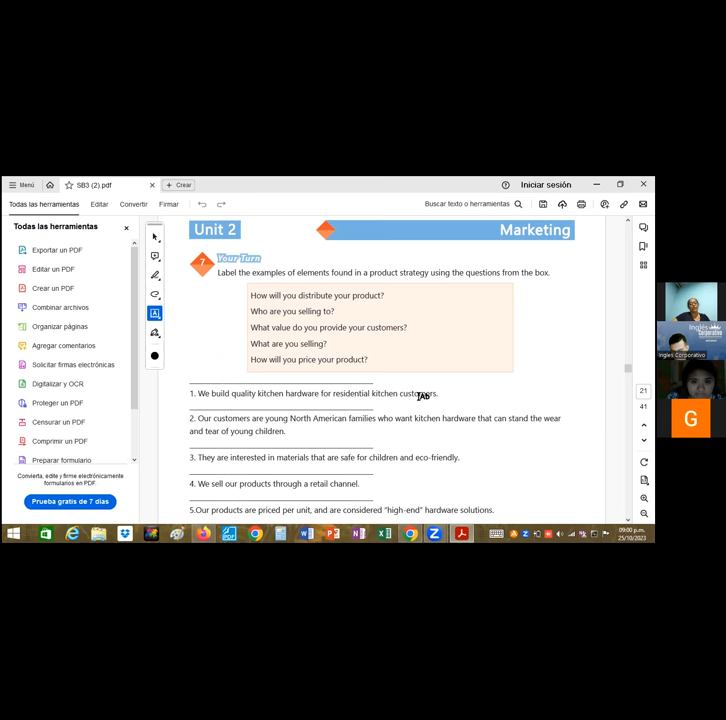 Menú
SB3 (2).pdf
Crear
Iniciar sesión
Todas las herramientas
Editar
Convertir
Firmar
Buscar texto o herramientas
Todas las herramientas
Exportar un PDF
Editar un PDF
Crear un PDF
Combinar archivos
Organizar páginas
Agregar comentarios
Solicitar firmas electrónicas
Digitalizar y OCR
Proteger un PDF
Censurar un PDF
Comprimir un PDF
Preparar formulario
Convierta, edite y firme electrónicamente
formularios en PDF.
Prueba gratis de 7 días
Unit 2
Marketing
7
Your Turn
Label the examples of elements found in a product strategy using the questions from the box.
How will you distribute your product?
Who are you selling to?
What value do you provide your customers?
What are you selling?
How will you price your product?
1. We build quality kitchen hardware for residential kitchen customers.
2. Our customers are young North American families who want kitchen hardware that can stand the wear
and tear of young children.
3. They are interested in materials that are safe for children and eco-friendly.
4. We sell our products through a retail channel.
5.Our products are priced per unit, and are considered “high-end” hardware solutions.
21
41
09:00 p. m.
25/10/2023
Inglés
Corporativo
Ingles Corporativo
G